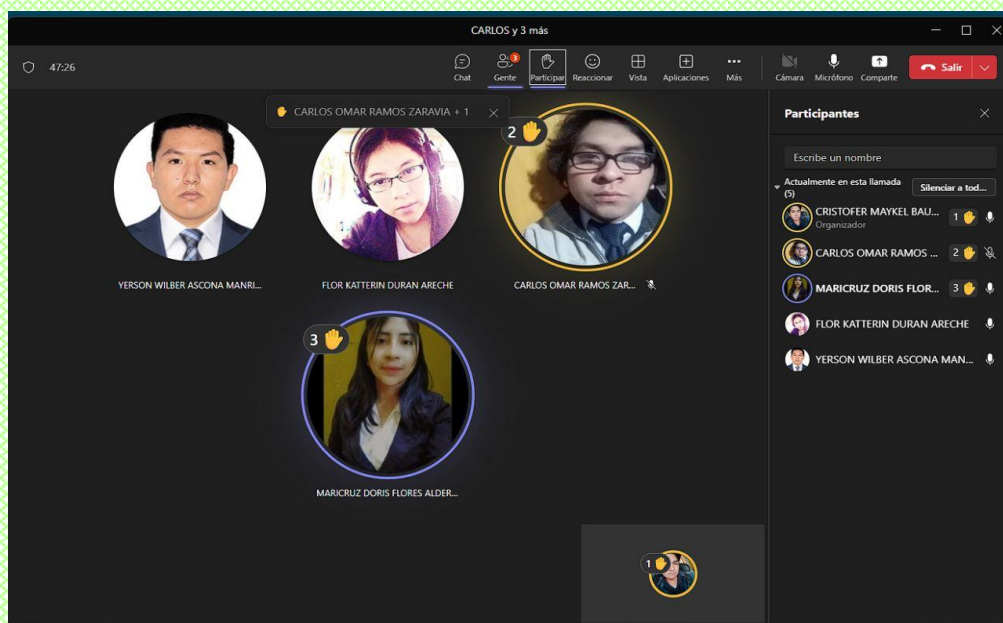 CARLOS y 3 más
47:26
Chat
3
Gente
Participar
Reaccionar
Vista
Aplicaciones
Más
Cámara
Micrófono
Comparte
Salir
CARLOS OMAR RAMOS ZARAVIA + 1
2
YERSON WILBER ASCONA MANRI...
FLOR KATTERIN DURAN ARECHE
CARLOS OMAR RAMOS ZAR...
3
MARICRUZ DORIS FLORES ALDER...
1
Participantes
Escribe un nombre
Actualmente en esta llamada
(5)
Silenciar a tod...
CRISTOFER MAYKEL BAU...
Organizador
1
CARLOS OMAR RAMOS ...
2
MARICRUZ DORIS FLOR...
3
FLOR KATTERIN DURAN ARECHE
YERSON WILBER ASCONA MAN...